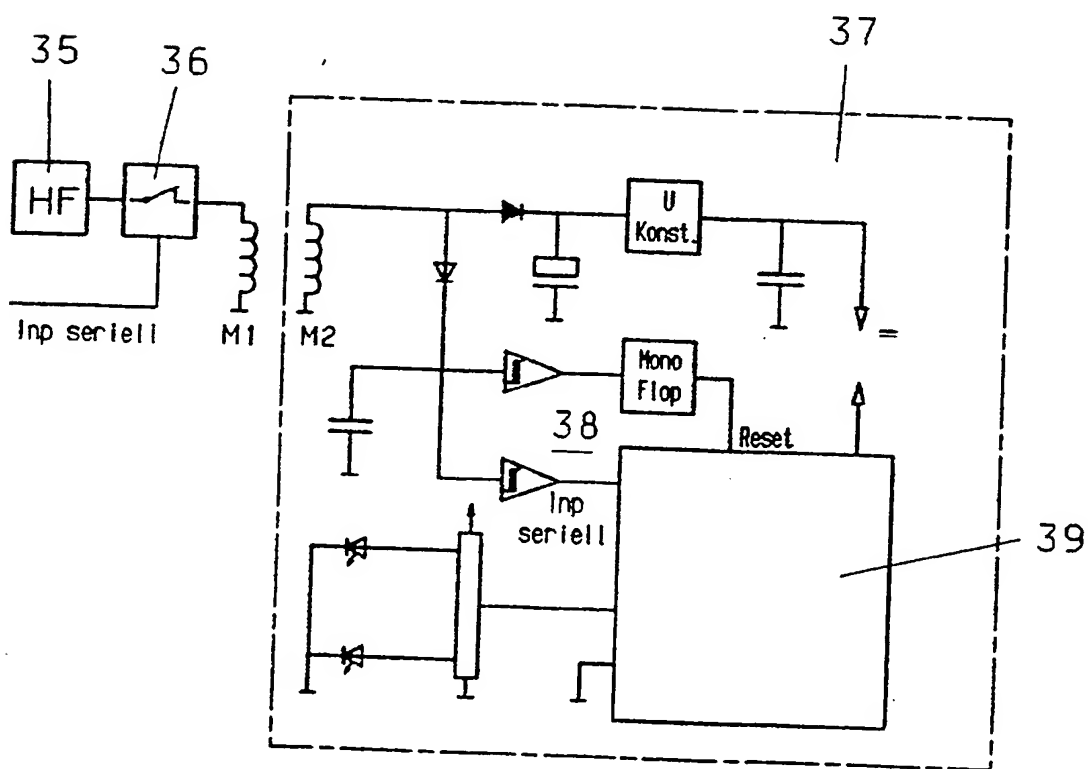 35
36
37
HF
Inp seriell
M1
M2
U
Konst.
=
Mono
Flop
38
Reset
Inp
seriell
39